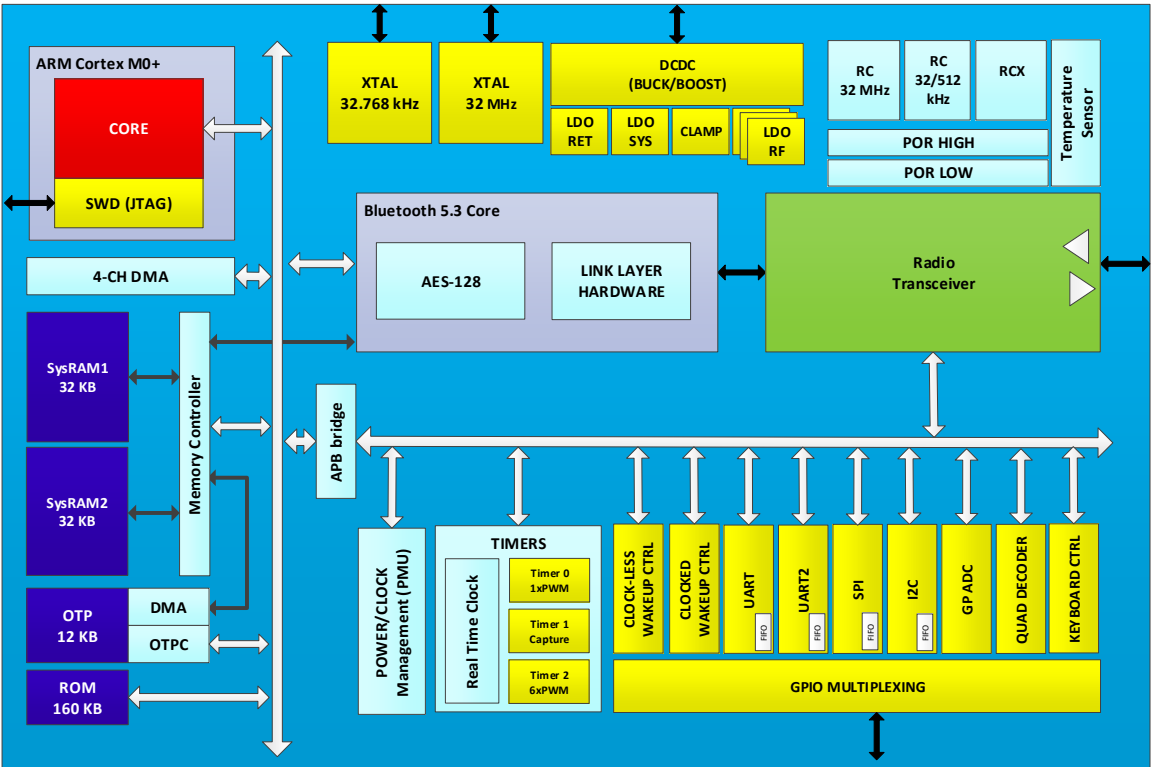 ARM Cortex M0+
CORE
SWD (JTAG)
XTAL
32.768 kHz
XTAL
32 MHz
DCDC
(BUCK/BOOST)
LDO
RET
LDO
SYS
CLAMP
LDO
RF
RC
32 MHz
RC
32/512
kHz
RCX
Temperature
Sensor
POR HIGH
POR LOW
4-CH DMA
Bluetooth 5.3 Core
AES-128
LINK LAYER
HARDWARE
Radio
Transceiver
SysRAM1
32 KB
SysRAM2
32 KB
Memory Controller
OTP
12 KB
DMA
OTPC
ROM
160 KB
APB bridge
POWER/CLOCK
Management (PMU)
TIMERS
Real Time Clock
Timer 0
1xPWM
Timer 1
Capture
Timer 2
6xPWM
CLOCK-LESS
WAKEUP CTRL
CLOCKED
WAKEUP CTRL
UART
FIFO
UART2
FIFO
SPI
FIFO
I2C
FIFO
GP ADC
QUAD DECODER
KEYBOARD CTRL
GPIO MULTIPLEXING